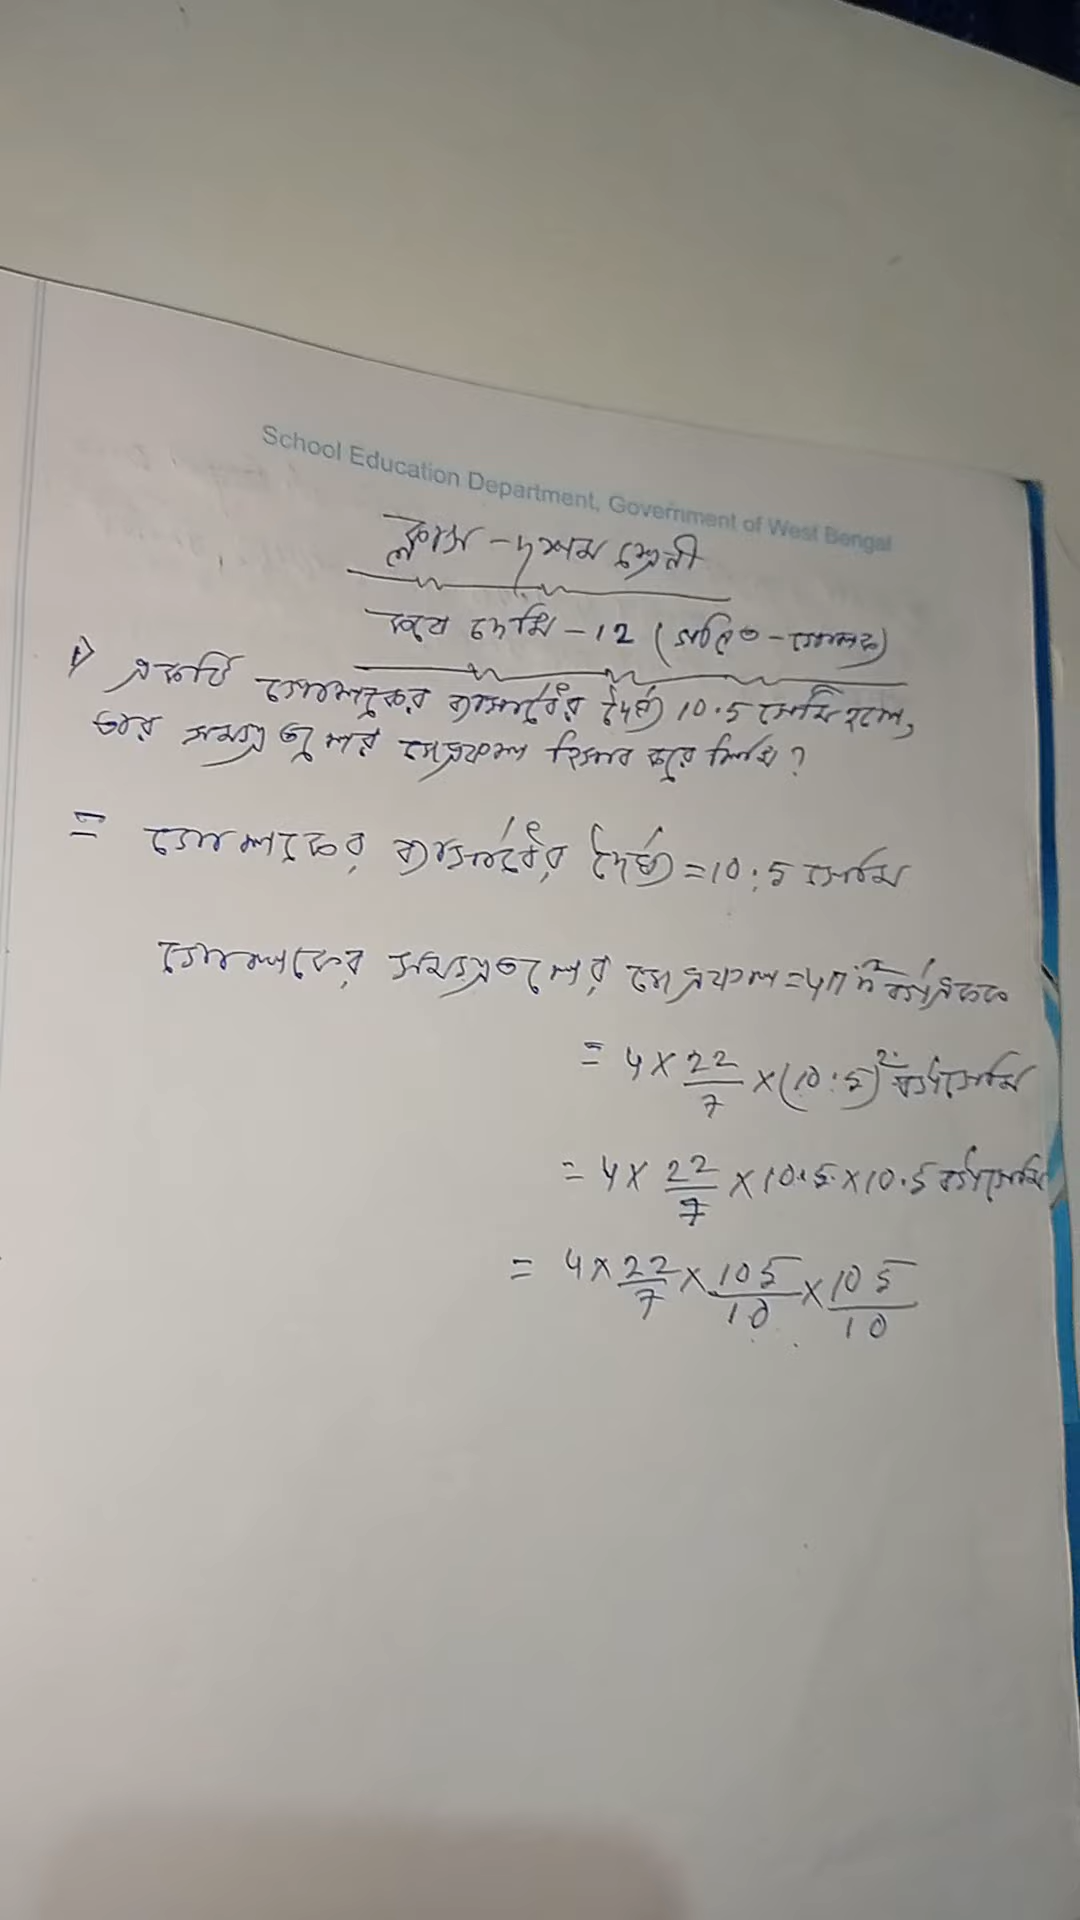 School Education Department, Government of West Bengal
ক্লাস - দশম শ্রেনী
কষে দেখি - 12 (গনিত - গোলক)
1) একটি গোলকের ব্যাসার্ধের দৈর্ঘ্য 10.5 সেমি হলে,
তার সমগ্রতলের ক্ষেত্রফল হিসাব করে লিখি?
= গোলকের ব্যাসার্ধের দৈর্ঘ্য = 10.5 সেমি
গোলকের সমগ্রতলের ক্ষেত্রফল = 4πr² বর্গএকক
= 4 × 22/7 × (10.5)² বর্গসেমি
= 4 × 22/7 × 10.5 × 10.5 বর্গসেমি
= 4 × 22/7 × 105/10 × 105/10